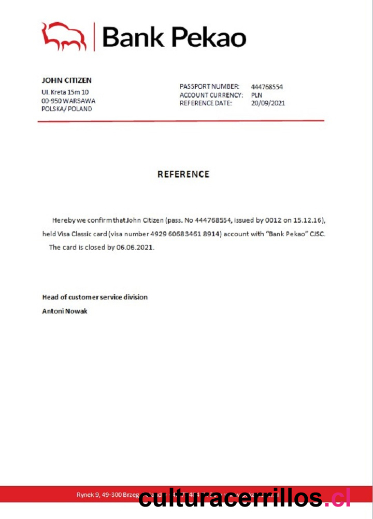 Bank Pekao
JOHN CITIZEN
Ul. Kreta 15m 10
00-950 WARSAWA
POLSKA/ POLAND
PASSPORT NUMBER: 444768554
ACCOUNT CURRENCY: PLN
REFERENCE DATE: 20/09/2021
REFERENCE
Hereby we confirm that John Citizen (pass. No 444768554, issued by 0012 on 15.12.16),
held Visa Classic card (visa number 4929 6068 3461 8914) account with "Bank Pekao" CJSC.
The card is closed by 06.06.2021.
Head of customer service division
Antoni Nowak
Rynek 9, 49-300 Brzeg
culturacerrillos.cl